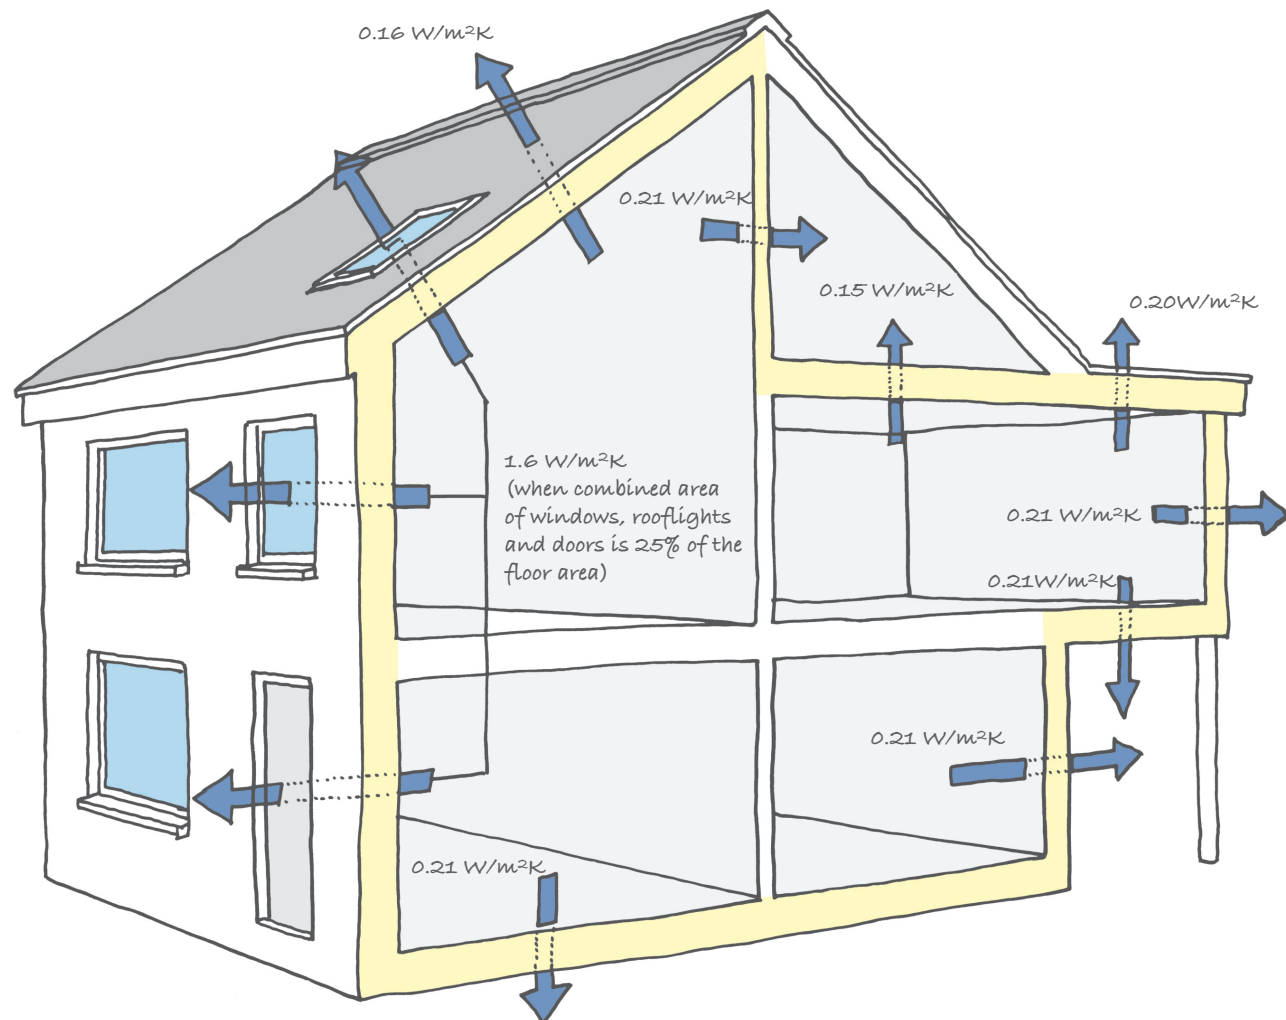 0.16 W/m²K
0.21 W/m²K
0.15 W/m²K
0.20W/m²K
1.6 W/m²K
(when combined area
of windows, rooflights
and doors is 25% of the
floor area)
0.21 W/m²K
0.21W/m²K
0.21 W/m²K
0.21 W/m²K